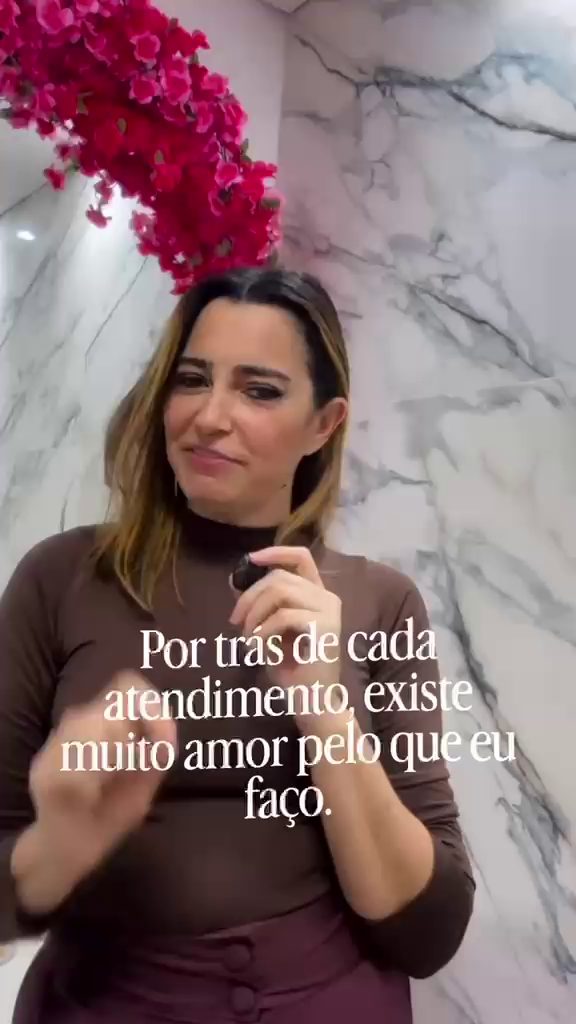 Por trás de cada
atendimento, existe
muito amor pelo que eu
faço.